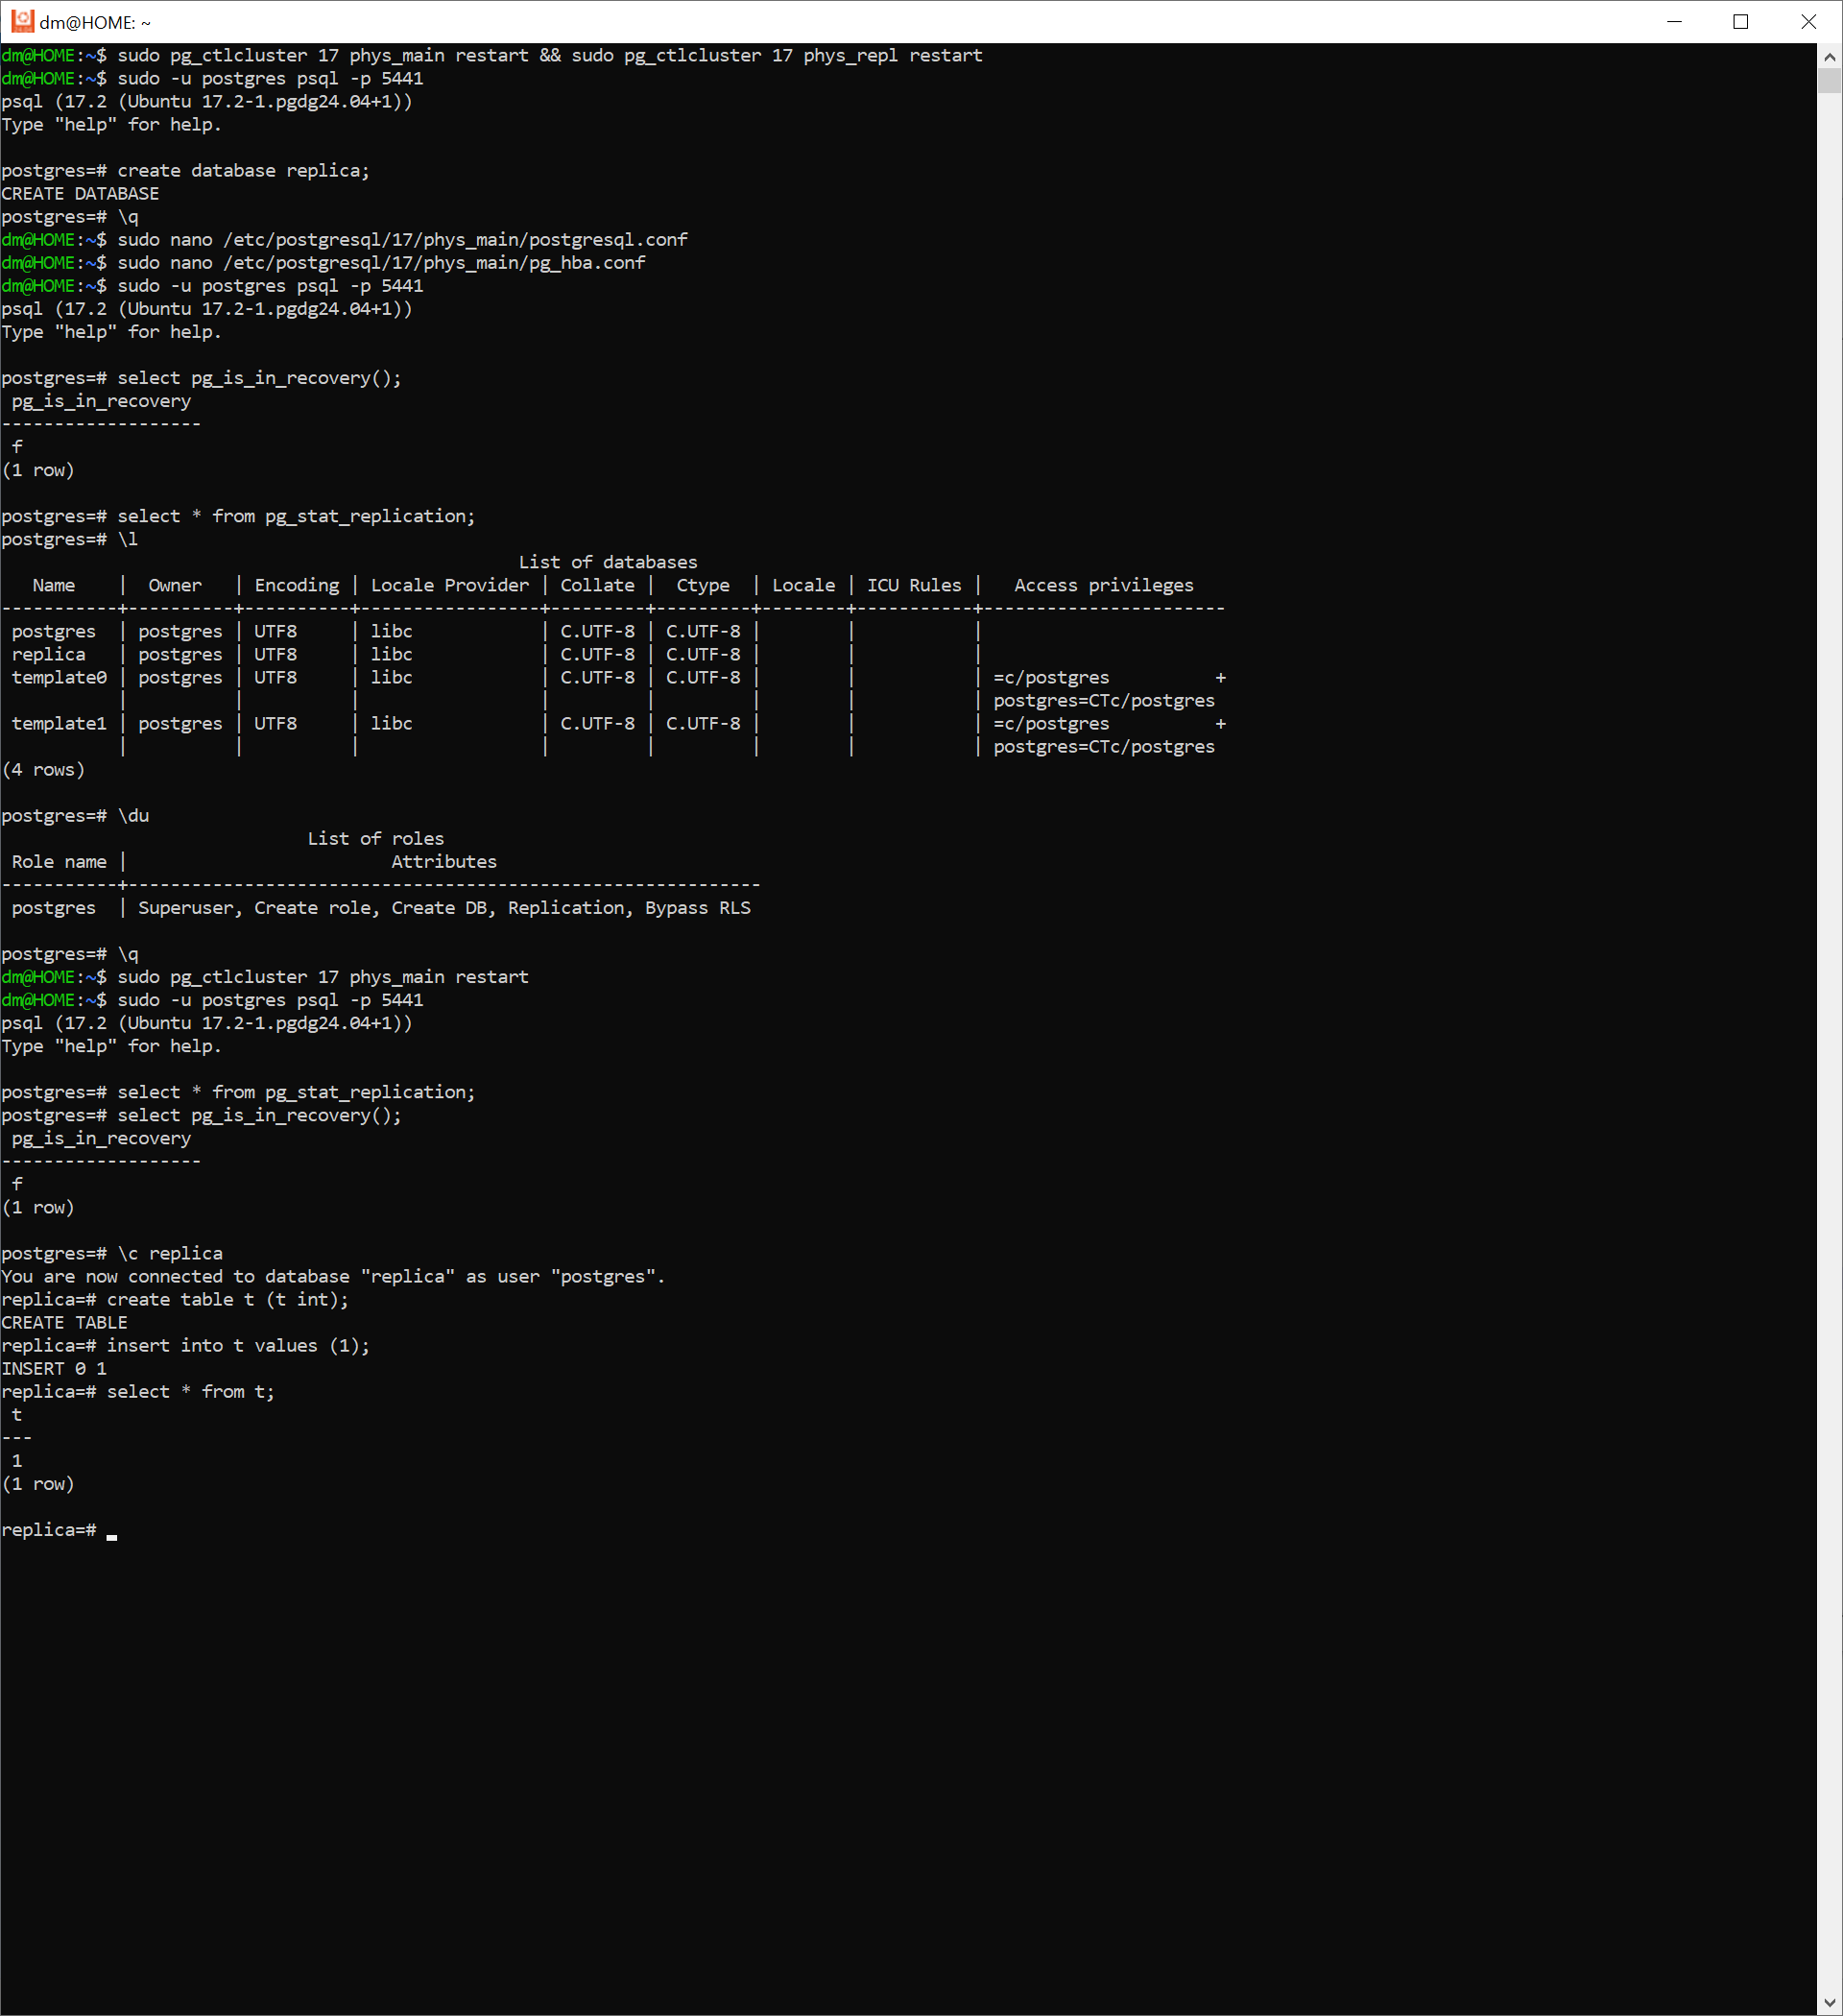 dm@HOME: ~
dm@HOME:~$ sudo pg_ctlcluster 17 phys_main restart && sudo pg_ctlcluster 17 phys_repl restart
dm@HOME:~$ sudo -u postgres psql -p 5441
psql (17.2 (Ubuntu 17.2-1.pgdg24.04+1))
Type "help" for help.

postgres=# create database replica;
CREATE DATABASE
postgres=# \q
dm@HOME:~$ sudo nano /etc/postgresql/17/phys_main/postgresql.conf
dm@HOME:~$ sudo nano /etc/postgresql/17/phys_main/pg_hba.conf
dm@HOME:~$ sudo -u postgres psql -p 5441
psql (17.2 (Ubuntu 17.2-1.pgdg24.04+1))
Type "help" for help.

postgres=# select pg_is_in_recovery();
 pg_is_in_recovery
-------------------
 f
(1 row)

postgres=# select * from pg_stat_replication;
postgres=# \l
                                                 List of databases
   Name    |  Owner   | Encoding | Locale Provider | Collate |  Ctype  | Locale | ICU Rules |   Access privileges
-----------+----------+----------+-----------------+---------+---------+--------+-----------+-----------------------
 postgres  | postgres | UTF8     | libc            | C.UTF-8 | C.UTF-8 |        |           |
 replica   | postgres | UTF8     | libc            | C.UTF-8 | C.UTF-8 |        |           |
 template0 | postgres | UTF8     | libc            | C.UTF-8 | C.UTF-8 |        |           | =c/postgres          +
           |          |          |                 |         |         |        |           | postgres=CTc/postgres
 template1 | postgres | UTF8     | libc            | C.UTF-8 | C.UTF-8 |        |           | =c/postgres          +
           |          |          |                 |         |         |        |           | postgres=CTc/postgres
(4 rows)

postgres=# \du
                             List of roles
 Role name |                         Attributes
-----------+------------------------------------------------------------
 postgres  | Superuser, Create role, Create DB, Replication, Bypass RLS

postgres=# \q
dm@HOME:~$ sudo pg_ctlcluster 17 phys_main restart
dm@HOME:~$ sudo -u postgres psql -p 5441
psql (17.2 (Ubuntu 17.2-1.pgdg24.04+1))
Type "help" for help.

postgres=# select * from pg_stat_replication;
postgres=# select pg_is_in_recovery();
 pg_is_in_recovery
-------------------
 f
(1 row)

postgres=# \c replica
You are now connected to database "replica" as user "postgres".
replica=# create table t (t int);
CREATE TABLE
replica=# insert into t values (1);
INSERT 0 1
replica=# select * from t;
 t
---
 1
(1 row)

replica=#